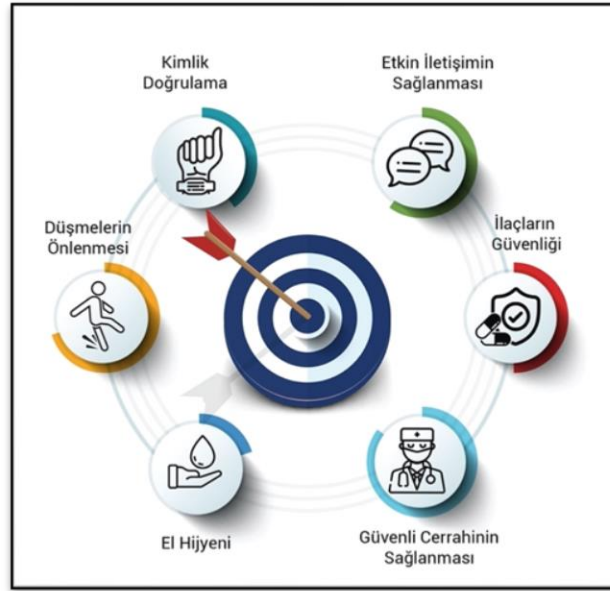 Kimlik
Doğrulama
Etkin İletişimin
Sağlanması
Düşmelerin
Önlenmesi
İlaçların
Güvenliği
El Hijyeni
Güvenli Cerrahinin
Sağlanması